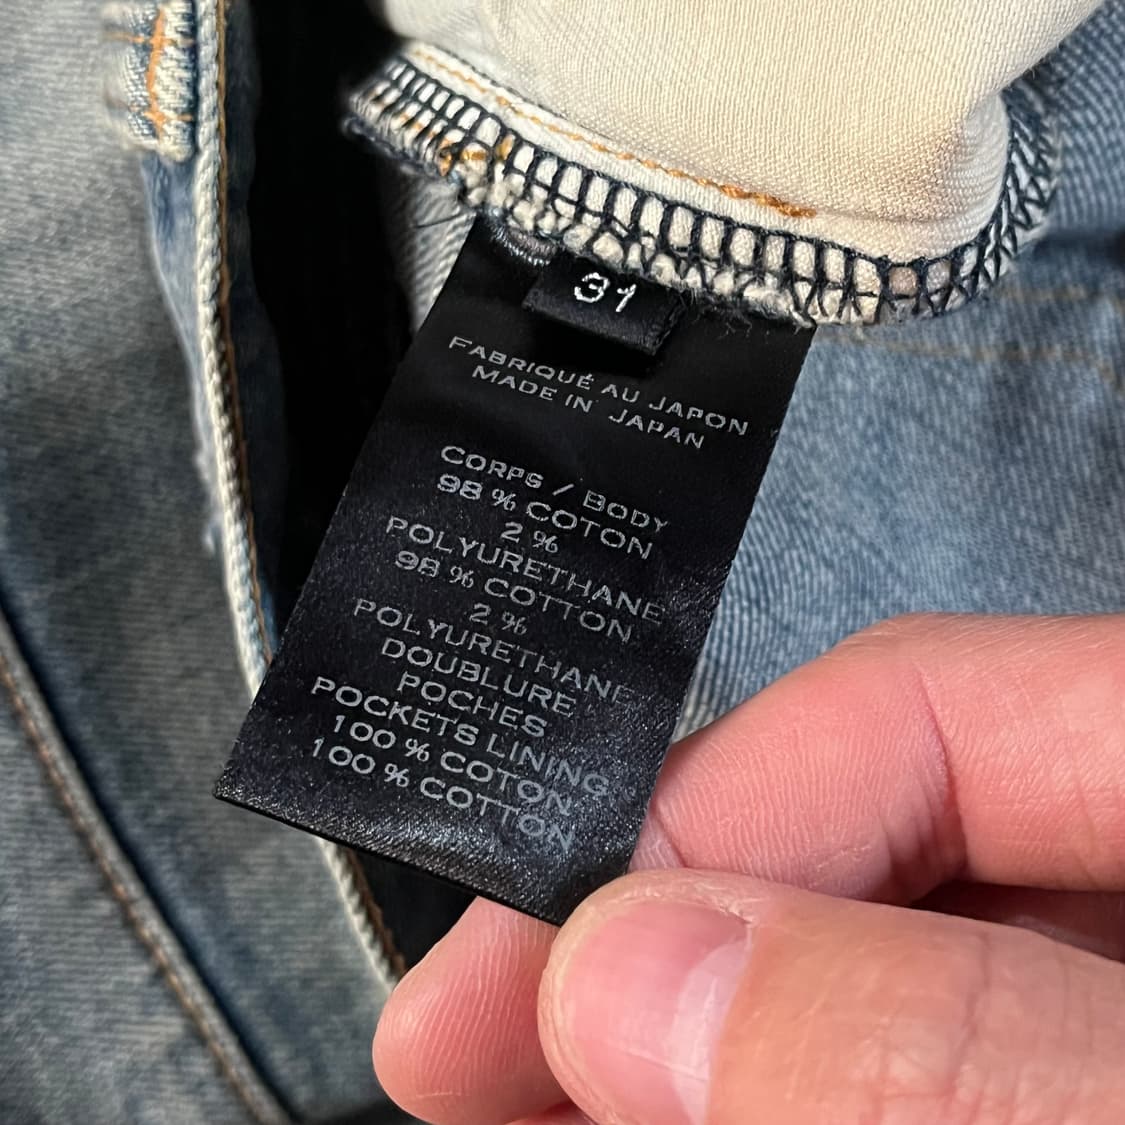 31
FABRIQUÉ AU JAPON
MADE IN JAPAN
CORPS / BODY
98 % COTON
2 %
POLYURETHANE
98 % COTTON
2 %
POLYURETHANE
DOUBLURE
POCHES
POCKETS LINING
100 % COTON
100 % COTTON